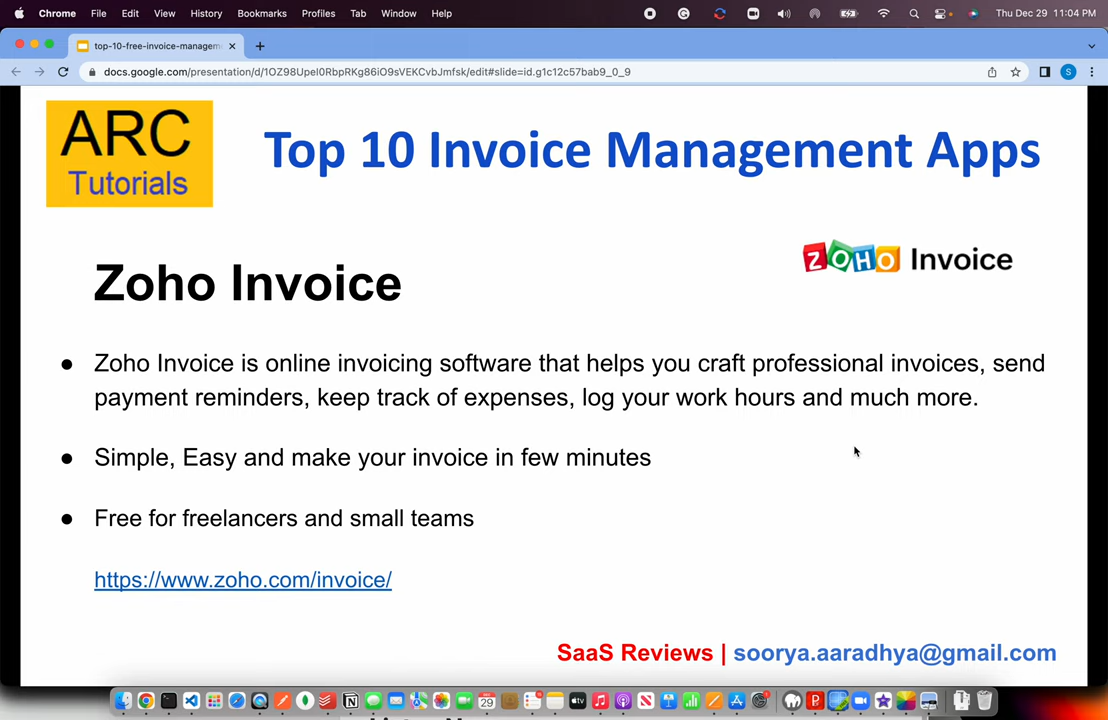 Chrome File Edit View History Bookmarks Profiles Tab Window Help Thu Dec 29 11:04 PM
top-10-free-invoice-managem
docs.google.com/presentation/d/1OZ98UpeI0RbpRKg86iO9sVEKCvbJmfsk/edit#slide=id.g1c12c57bab9_0_9
S
ARC
Tutorials
Top 10 Invoice Management Apps
Zoho Invoice
ZOHO Invoice
● Zoho Invoice is online invoicing software that helps you craft professional invoices, send
payment reminders, keep track of expenses, log your work hours and much more.
● Simple, Easy and make your invoice in few minutes
● Free for freelancers and small teams
https://www.zoho.com/invoice/
SaaS Reviews | soorya.aaradhya@gmail.com
29
tv